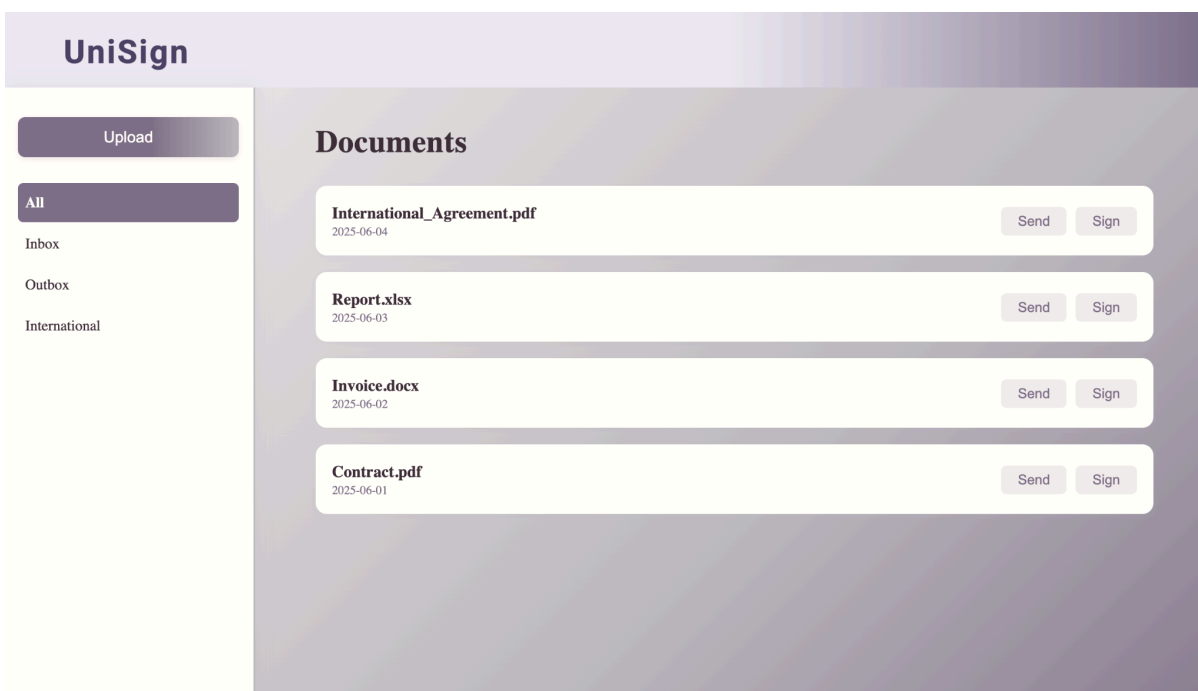 UniSign
Upload
All
Inbox
Outbox
International
Documents
International_Agreement.pdf
2025-06-04
Send
Sign
Report.xlsx
2025-06-03
Send
Sign
Invoice.docx
2025-06-02
Send
Sign
Contract.pdf
2025-06-01
Send
Sign